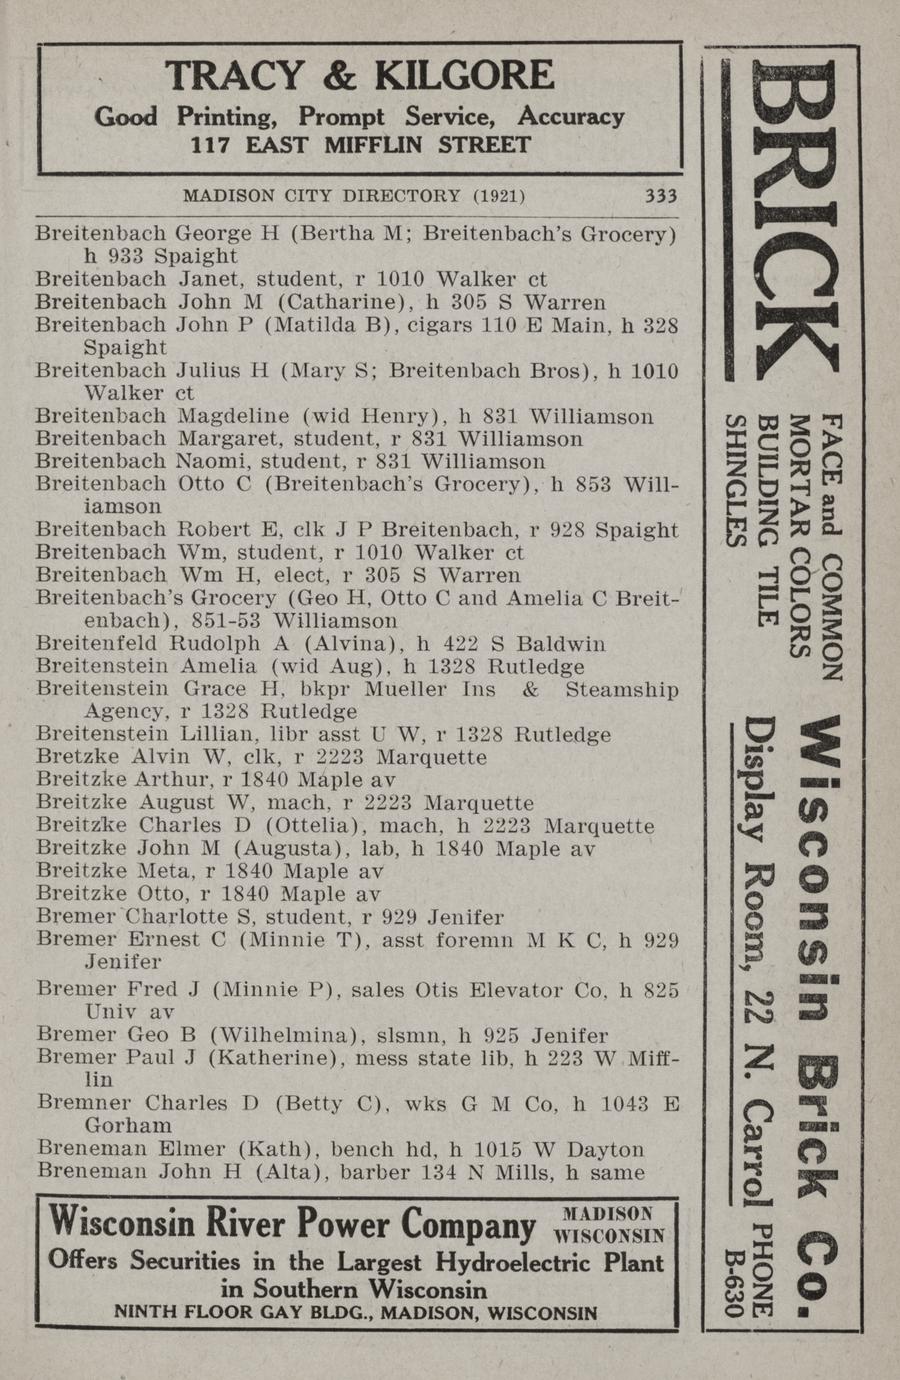 TRACY & KILGORE
Good Printing, Prompt Service, Accuracy
117 EAST MIFFLIN STREET
MADISON CITY DIRECTORY (1921) 333
Breitenbach George H (Bertha M; Breitenbach's Grocery)
h 933 Spaight
Breitenbach Janet, student, r 1010 Walker ct
Breitenbach John M (Catharine), h 305 S Warren
Breitenbach John P (Matilda B), cigars 110 E Main, h 328
Spaight
Breitenbach Julius H (Mary S; Breitenbach Bros), h 1010
Walker ct
Breitenbach Magdeline (wid Henry), h 831 Williamson
Breitenbach Margaret, student, r 831 Williamson
Breitenbach Naomi, student, r 831 Williamson
Breitenbach Otto C (Breitenbach's Grocery), h 853 Will-
iamson
Breitenbach Robert E, clk J P Breitenbach, r 928 Spaight
Breitenbach Wm, student, r 1010 Walker ct
Breitenbach Wm H, elect, r 305 S Warren
Breitenbach's Grocery (Geo H, Otto C and Amelia C Breit-
enbach), 851-53 Williamson
Breitenfeld Rudolph A (Alvina), h 422 S Baldwin
Breitenstein Amelia (wid Aug), h 1328 Rutledge
Breitenstein Grace H, bkpr Mueller Ins & Steamship
Agency, r 1328 Rutledge
Breitenstein Lillian, libr asst U W, r 1328 Rutledge
Bretzke Alvin W, clk, r 2223 Marquette
Breitzke Arthur, r 1840 Maple av
Breitzke August W, mach, r 2223 Marquette
Breitzke Charles D (Ottelia), mach, h 2223 Marquette
Breitzke John M (Augusta), lab, h 1840 Maple av
Breitzke Meta, r 1840 Maple av
Breitzke Otto, r 1840 Maple av
Bremer Charlotte S, student, r 929 Jenifer
Bremer Ernest C (Minnie T), asst foremn M K C, h 929
Jenifer
Bremer Fred J (Minnie P), sales Otis Elevator Co, h 825
Univ av
Bremer Geo B (Wilhelmina), slsmn, h 925 Jenifer
Bremer Paul J (Katherine), mess state lib, h 223 W Miff-
lin
Bremner Charles D (Betty C), wks G M Co, h 1043 E
Gorham
Breneman Elmer (Kath), bench hd, h 1015 W Dayton
Breneman John H (Alta), barber 134 N Mills, h same
Wisconsin River Power Company MADISON
WISCONSIN
Offers Securities in the Largest Hydroelectric Plant
in Southern Wisconsin
NINTH FLOOR GAY BLDG., MADISON, WISCONSIN
BRICK
FACE and COMMON
MORTAR COLORS
BUILDING TILE
SHINGLES
Wisconsin Brick Co.
Display Room, 22 N. Carrol
PHONE
B-630